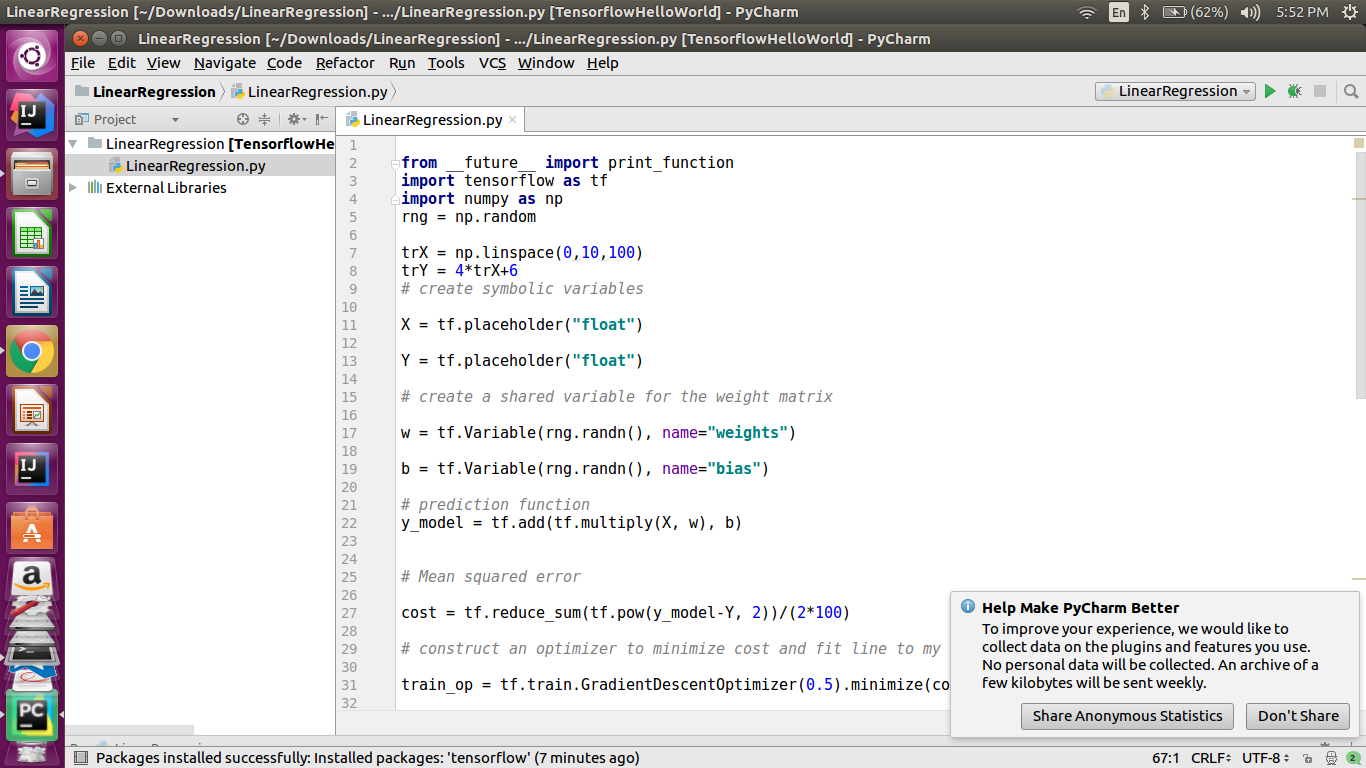 LinearRegression [~/Downloads/LinearRegression] - .../LinearRegression.py [TensorflowHelloWorld] - PyCharm
En
(62%)
5:52 PM
LinearRegression [~/Downloads/LinearRegression] - .../LinearRegression.py [TensorflowHelloWorld] - PyCharm
File Edit View Navigate Code Refactor Run Tools VCS Window Help
LinearRegression
LinearRegression.py
LinearRegression
Project
LinearRegression.py
LinearRegression [TensorflowHe
LinearRegression.py
External Libraries
1
2 from __future__ import print_function
3 import tensorflow as tf
4 import numpy as np
5 rng = np.random
6
7 trX = np.linspace(0,10,100)
8 trY = 4*trX+6
9 # create symbolic variables
10
11 X = tf.placeholder("float")
12
13 Y = tf.placeholder("float")
14
15 # create a shared variable for the weight matrix
16
17 w = tf.Variable(rng.randn(), name="weights")
18
19 b = tf.Variable(rng.randn(), name="bias")
20
21 # prediction function
22 y_model = tf.add(tf.multiply(X, w), b)
23
24
25 # Mean squared error
26
27 cost = tf.reduce_sum(tf.pow(y_model-Y, 2))/(2*100)
28
29 # construct an optimizer to minimize cost and fit line to my
30
31 train_op = tf.train.GradientDescentOptimizer(0.5).minimize(co
32
Help Make PyCharm Better
To improve your experience, we would like to
collect data on the plugins and features you use.
No personal data will be collected. An archive of a
few kilobytes will be sent weekly.
Share Anonymous Statistics
Don't Share
IJ
IJ
a
PC
Packages installed successfully: Installed packages: 'tensorflow' (7 minutes ago)
67:1 CRLF UTF-8
2